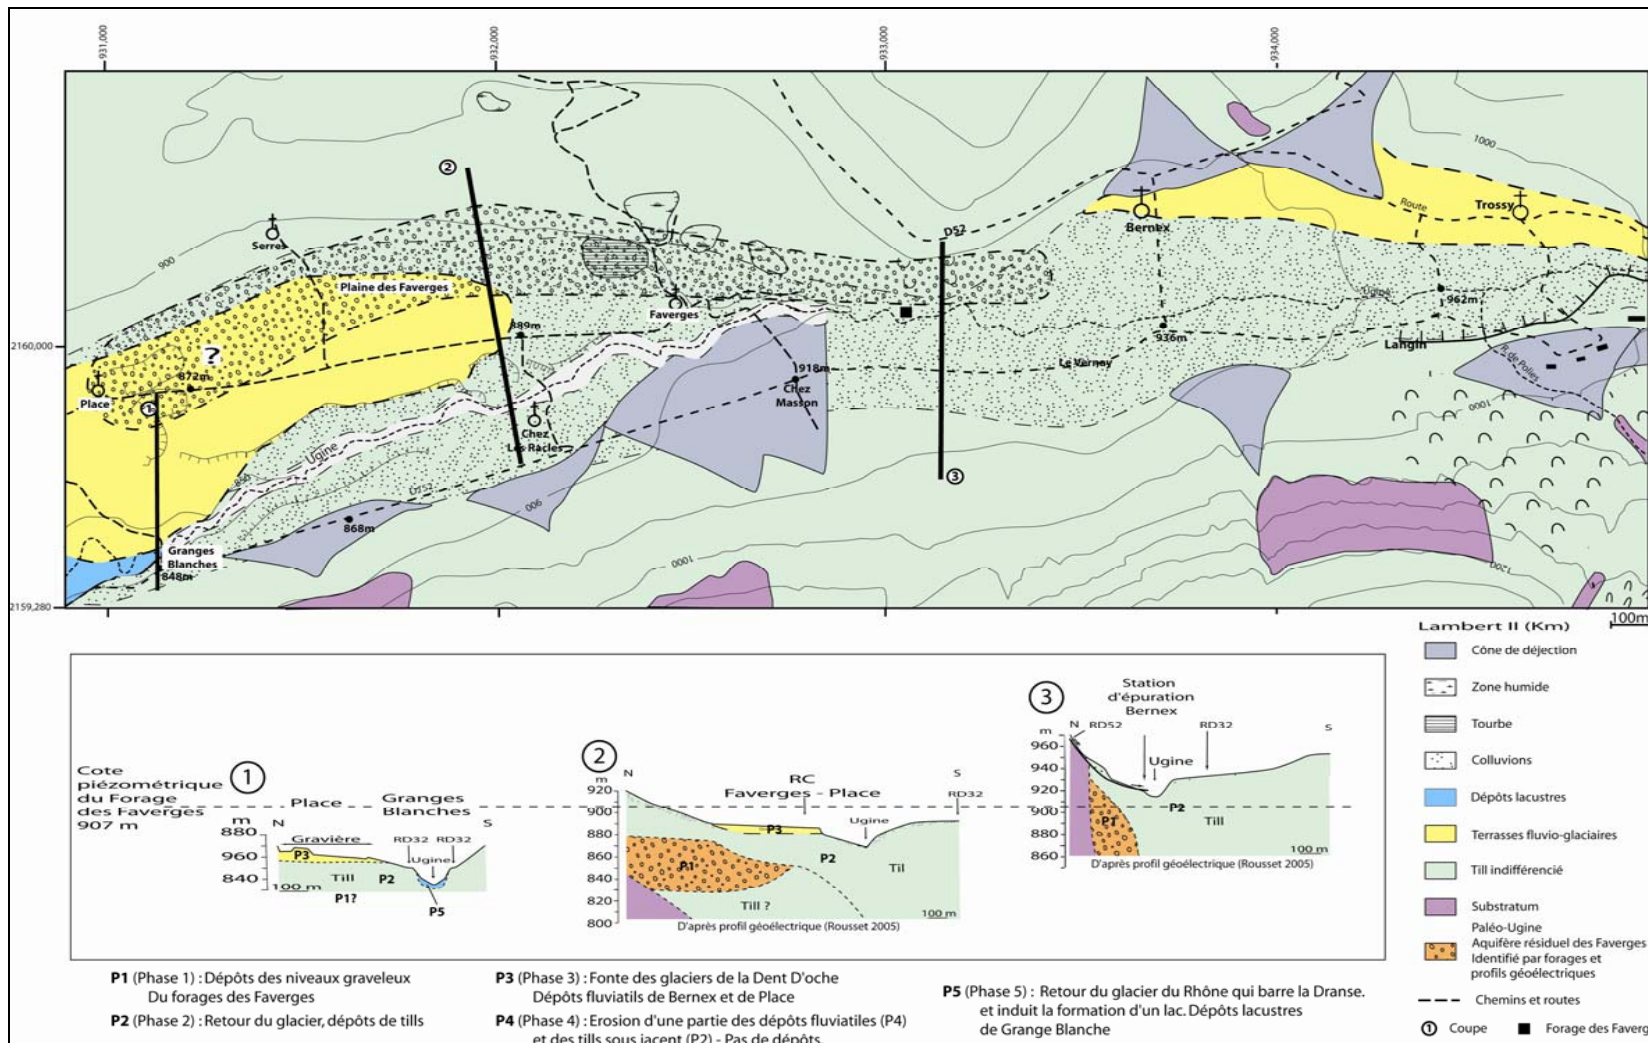 931,000
932,000
933,000
934,000
2160,000
2159,280
900
1000
②
Serres
Plaine des Faverges
?
872m
Place
①
889m
Faverges
D52
Bernex
Route
Trossy
Ugine
962m
936m
Langin
R. de Polies
Le Vernoy
918m
Chez
Masson
Chez
Les Racles
Ugine
850
D252
900
868m
Granges
Blanches
848m
1000
1000
1200
③
100m
Lambert II (Km)
Cône de déjection
Zone humide
Tourbe
Colluvions
Dépôts lacustres
Terrasses fluvio-glaciaires
Till indifférencié
Substratum
Paléo-Ugine
Aquifère résiduel des Faverges
Identifié par forages et
profils géoélectriques
Chemins et routes
① Coupe
Forage des Faverg
Cote
piézométrique
du Forage
des Faverges
907 m
①
Place
Granges
Blanches
m
N
S
880
960
840
Gravière
RD32
RD32
Ugine
P3
Till
P2
P1?
P5
100 m
②
N
S
m
920
900
880
860
840
820
800
RC
Faverges - Place
RD32
Ugine
P3
P2
P1
Til
Till ?
100 m
D'après profil géoélectrique (Rousset 2005)
③
Station
d'épuration
Bernex
N
RD52
RD32
S
m
960
940
920
900
880
860
Ugine
P2
P1
Till
100 m
D'après profil géoélectrique (Rousset 2005)
P1 (Phase 1) : Dépôts des niveaux graveleux
Du forages des Faverges
P2 (Phase 2) : Retour du glacier, dépôts de tills
P3 (Phase 3) : Fonte des glaciers de la Dent D'oche
Dépôts fluviatils de Bernex et de Place
P4 (Phase 4) : Erosion d'une partie des dépôts fluviatiles (P4)
et des tills sous jacent (P2) - Pas de dépôts
P5 (Phase 5) : Retour du glacier du Rhône qui barre la Dranse.
et induit la formation d'un lac. Dépôts lacustres
de Grange Blanche